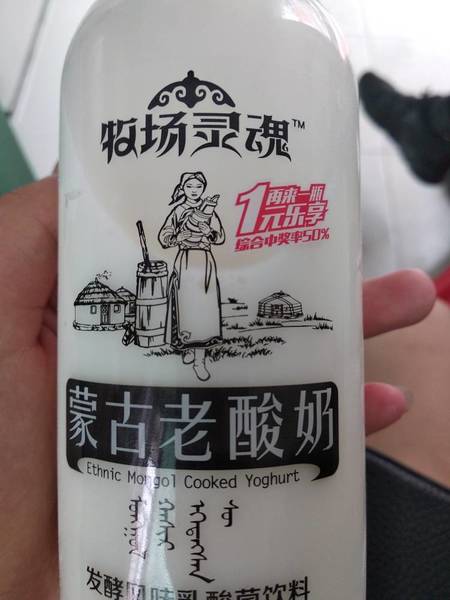 牧场灵魂™
再来一瓶
1元乐享
综合中奖率50%
蒙古老酸奶
Ethnic Mongol Cooked Yoghurt
发酵风味乳酸菌饮料